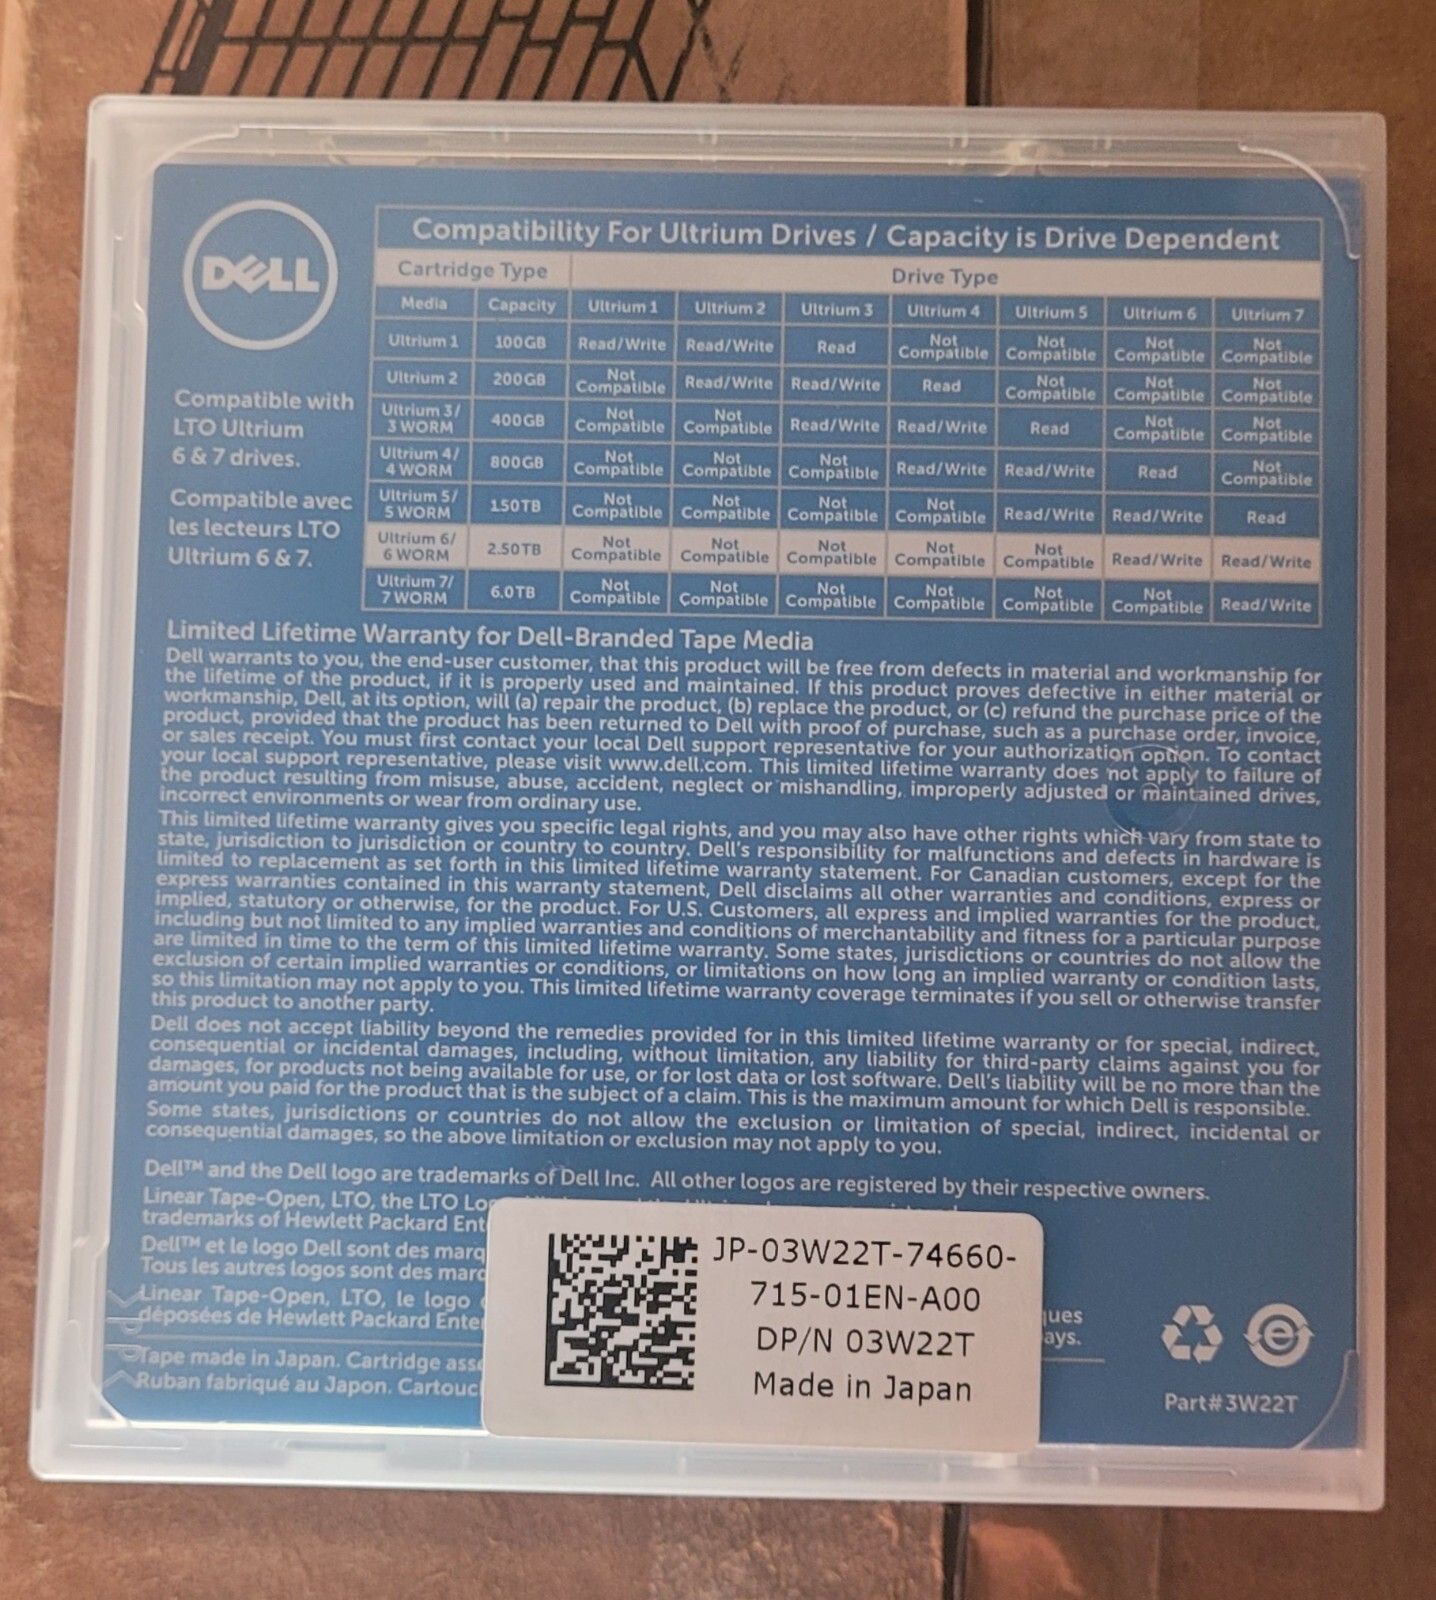 DELL
Compatible with
LTO Ultrium
6 & 7 drives.
Compatible avec
les lecteurs LTO
Ultrium 6 & 7.
Compatibility For Ultrium Drives / Capacity is Drive Dependent
Cartridge Type Drive Type
Media Capacity Ultrium 1 Ultrium 2 Ultrium 3 Ultrium 4 Ultrium 5 Ultrium 6 Ultrium 7
Ultrium 1 100GB Read/Write Read/Write Read Not Compatible Not Compatible Not Compatible Not Compatible
Ultrium 2 200GB Not Compatible Read/Write Read/Write Read Not Compatible Not Compatible Not Compatible
Ultrium 3/ 3 WORM 400GB Not Compatible Not Compatible Read/Write Read/Write Read Not Compatible Not Compatible
Ultrium 4/ 4 WORM 800GB Not Compatible Not Compatible Not Compatible Read/Write Read/Write Read Not Compatible
Ultrium 5/ 5 WORM 1.50TB Not Compatible Not Compatible Not Compatible Not Compatible Read/Write Read/Write Read
Ultrium 6/ 6 WORM 2.50TB Not Compatible Not Compatible Not Compatible Not Compatible Not Compatible Read/Write Read/Write
Ultrium 7/ 7 WORM 6.0TB Not Compatible Not Compatible Not Compatible Not Compatible Not Compatible Not Compatible Read/Write
Limited Lifetime Warranty for Dell-Branded Tape Media
Dell warrants to you, the end-user customer, that this product will be free from defects in material and workmanship for
the lifetime of the product, if it is properly used and maintained. If this product proves defective in either material or
workmanship, Dell, at its option, will (a) repair the product, (b) replace the product, or (c) refund the purchase price of the
product, provided that the product has been returned to Dell with proof of purchase, such as a purchase order, invoice,
or sales receipt. You must first contact your local Dell support representative for your authorization option. To contact
your local support representative, please visit www.dell.com. This limited lifetime warranty does not apply to failure of
the product resulting from misuse, abuse, accident, neglect or mishandling, improperly adjusted or maintained drives,
incorrect environments or wear from ordinary use.
This limited lifetime warranty gives you specific legal rights, and you may also have other rights which vary from state to
state, jurisdiction to jurisdiction or country to country. Dell's responsibility for malfunctions and defects in hardware is
limited to replacement as set forth in this limited lifetime warranty statement. For Canadian customers, except for the
express warranties contained in this warranty statement, Dell disclaims all other warranties and conditions, express or
implied, statutory or otherwise, for the product. For U.S. Customers, all express and implied warranties for the product,
including but not limited to any implied warranties and conditions of merchantability and fitness for a particular purpose
are limited in time to the term of this limited lifetime warranty. Some states, jurisdictions or countries do not allow the
exclusion of certain implied warranties or conditions, or limitations on how long an implied warranty or condition lasts,
so this limitation may not apply to you. This limited lifetime warranty coverage terminates if you sell or otherwise transfer
this product to another party.
Dell does not accept liability beyond the remedies provided for in this limited lifetime warranty or for special, indirect,
consequential or incidental damages, including, without limitation, any liability for third-party claims against you for
damages, for products not being available for use, or for lost data or lost software. Dell's liability will be no more than the
amount you paid for the product that is the subject of a claim. This is the maximum amount for which Dell is responsible.
Some states, jurisdictions or countries do not allow the exclusion or limitation of special, indirect, incidental or
consequential damages, so the above limitation or exclusion may not apply to you.
Dell™ and the Dell logo are trademarks of Dell Inc. All other logos are registered by their respective owners.
Linear Tape-Open, LTO, the LTO Lo
trademarks of Hewlett Packard Ent
Dell™ et le logo Dell sont des marq
Tous les autres logos sont des marq
Linear Tape-Open, LTO, le logo
déposées de Hewlett Packard Ente
ques
ays.
Tape made in Japan. Cartridge asse
Ruban fabriqué au Japon. Cartouc
JP-03W22T-74660-
715-01EN-A00
DP/N 03W22T
Made in Japan
Part#3W22T